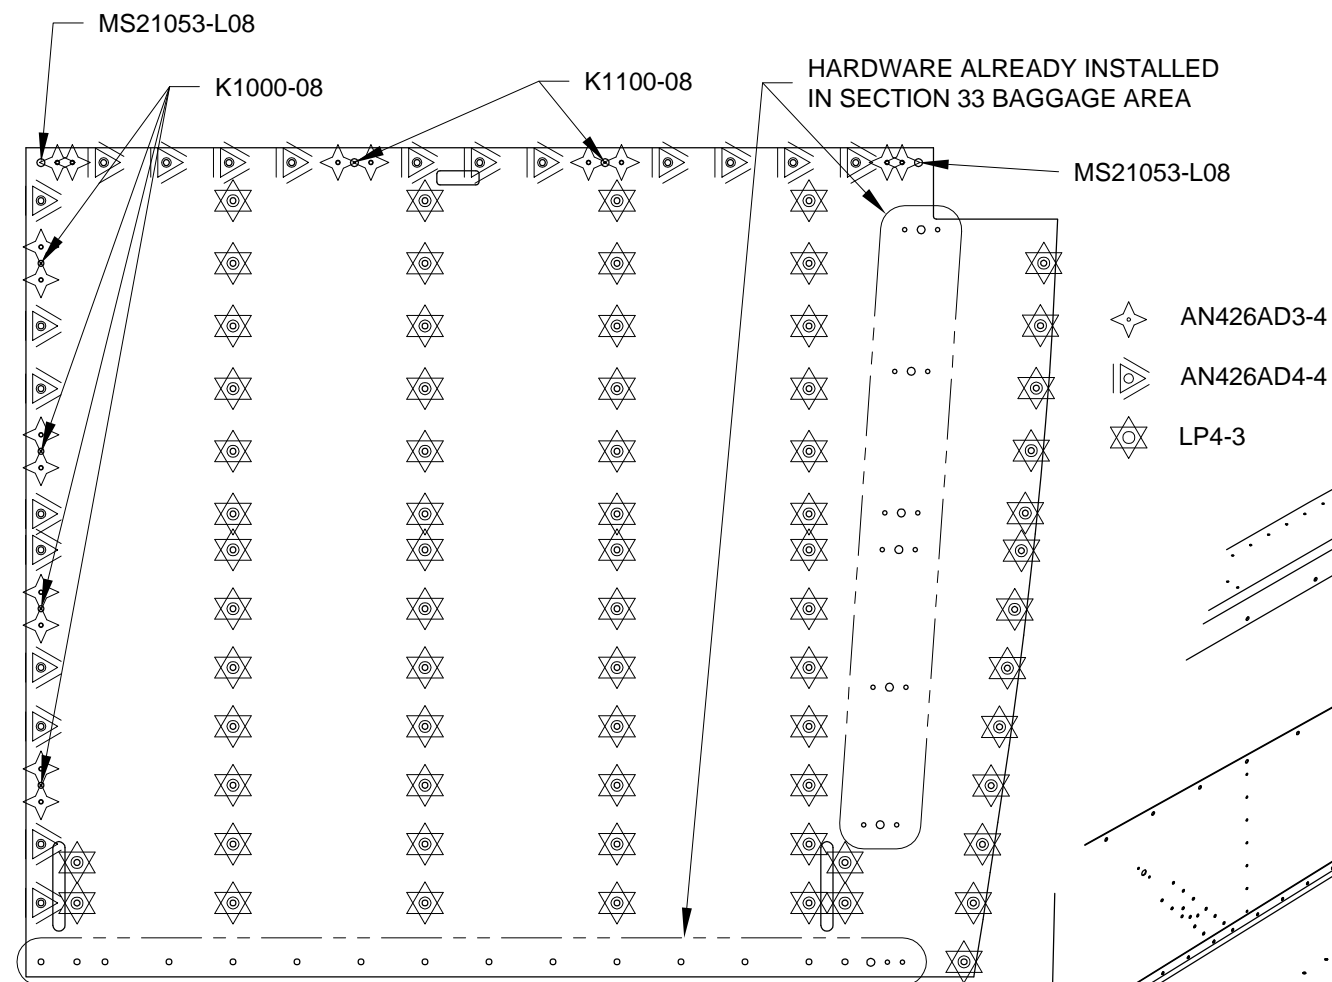 MS21053-L08
K1000-08
K1100-08
HARDWARE ALREADY INSTALLED
IN SECTION 33 BAGGAGE AREA
MS21053-L08
AN426AD3-4
AN426AD4-4
LP4-3